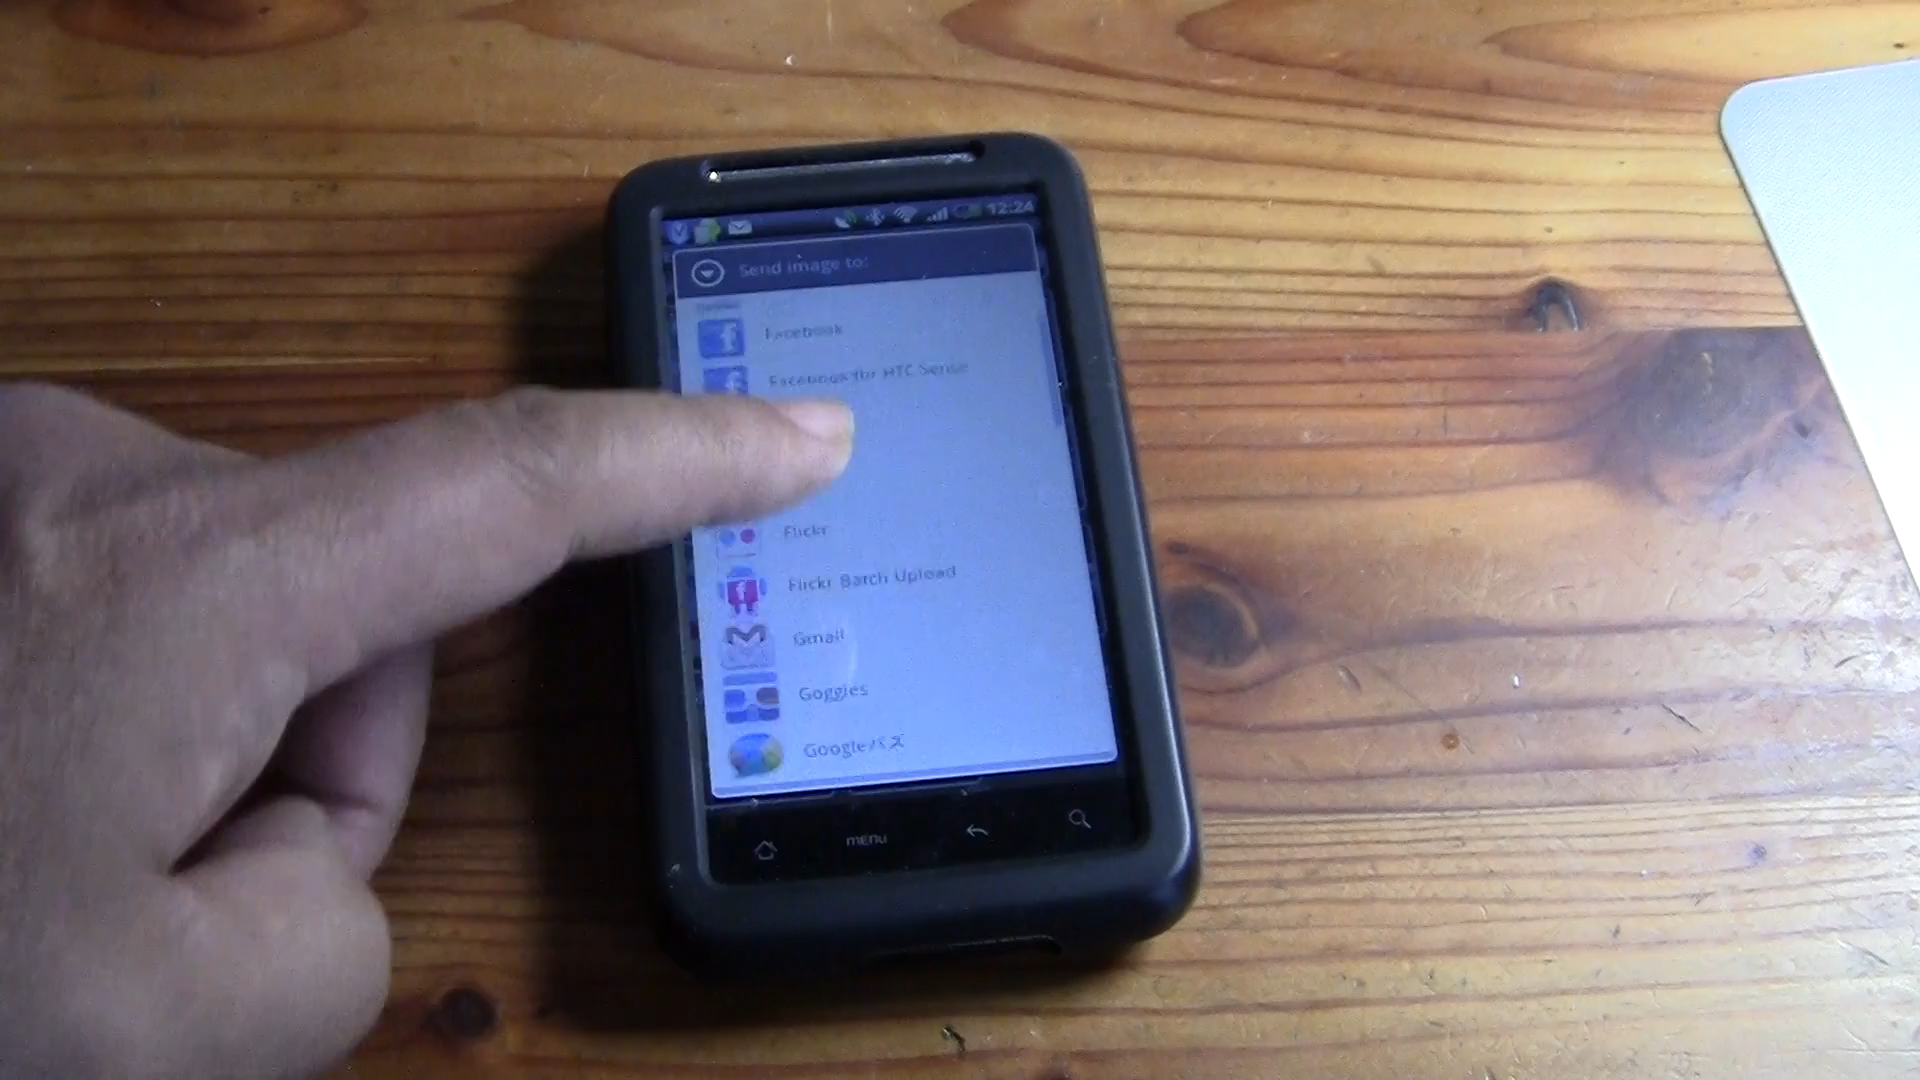 12:24
Send image to:
Facebook
Facebook for HTC Sense
Flickr
Flickr Batch Upload
Gmail
Goggles
Googleバズ
menu